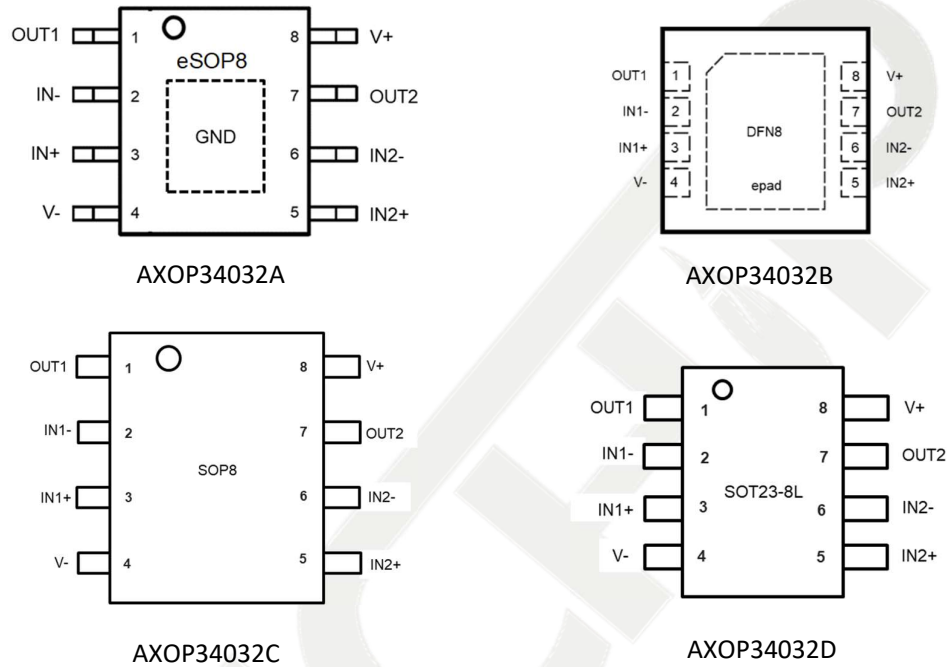 OUT1 1 8 V+
eSOP8
IN- 2 7 OUT2
GND
IN+ 3 6 IN2-
V- 4 5 IN2+
AXOP34032A
OUT1 1 8 V+
IN1- 2 7 OUT2
DFN8
IN1+ 3 6 IN2-
V- 4 epad 5 IN2+
AXOP34032B
OUT1 1 8 V+
IN1- 2 7 OUT2
SOP8
IN1+ 3 6 IN2-
V- 4 5 IN2+
AXOP34032C
OUT1 1 8 V+
IN1- 2 7 OUT2
SOT23-8L
IN1+ 3 6 IN2-
V- 4 5 IN2+
AXOP34032D